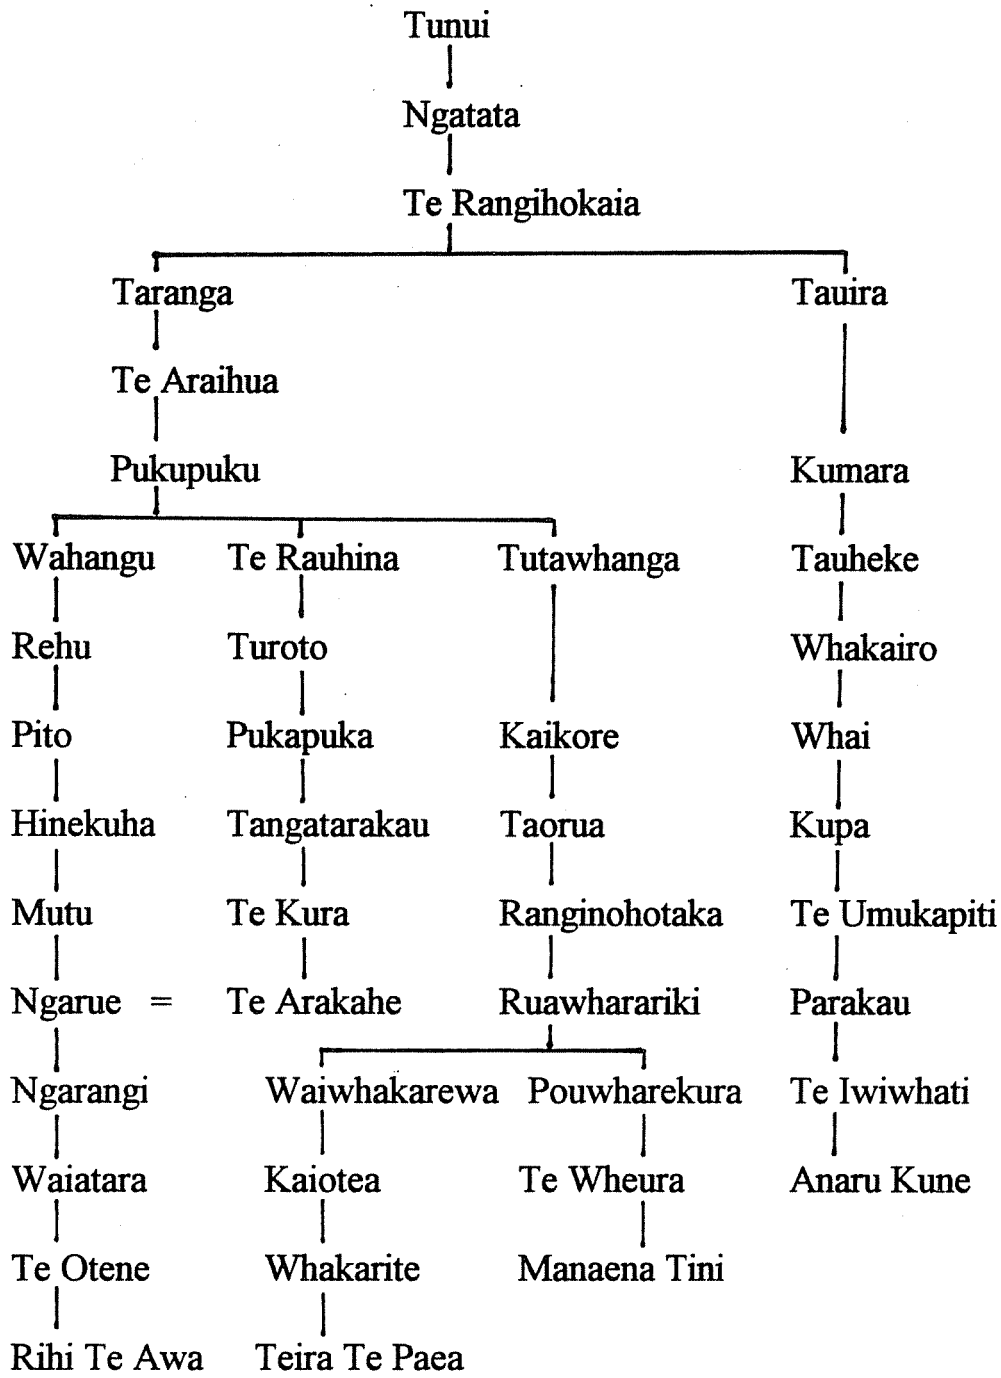 Tunui
Ngatata
Te Rangihokaia
Taranga Tauira
Te Araihua
Pukupuku Kumara
Wahangu Te Rauhina Tutawhanga Tauheke
Rehu Turoto Whakairo
Pito Pukapuka Kaikore Whai
Hinekuha Tangatarakau Taorua Kupa
Mutu Te Kura Ranginohotaka Te Umukapiti
Ngarue = Te Arakahe Ruawharariki Parakau
Ngarangi Waiwhakarewa Pouwharekura Te Iwiwhati
Waiatara Kaiotea Te Wheura Anaru Kune
Te Otene Whakarite Manaena Tini
Rihi Te Awa Teira Te Paea